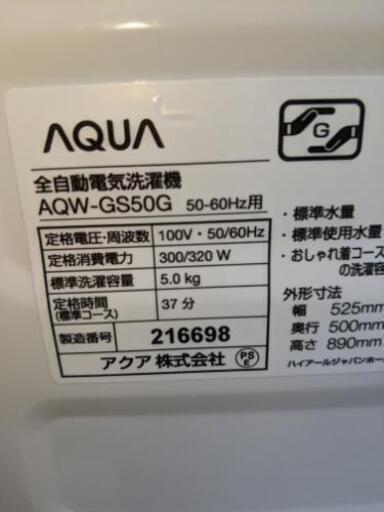 AQUA
全自動電気洗濯機
AQW-GS50G 50-60Hz用
定格電圧・周波数 100V・50/60Hz
定格消費電力 300/320 W
標準洗濯容量 5.0 kg
定格時間
(標準コース) 37 分
製造番号 216698
アクア 株式会社 PS E
G
・標準水量
・標準使用水量
・おしゃれ着コース
の洗濯容
外形寸法
幅 525mm
奥行 500mm
高さ 890mm
ハイアールジャパンホー